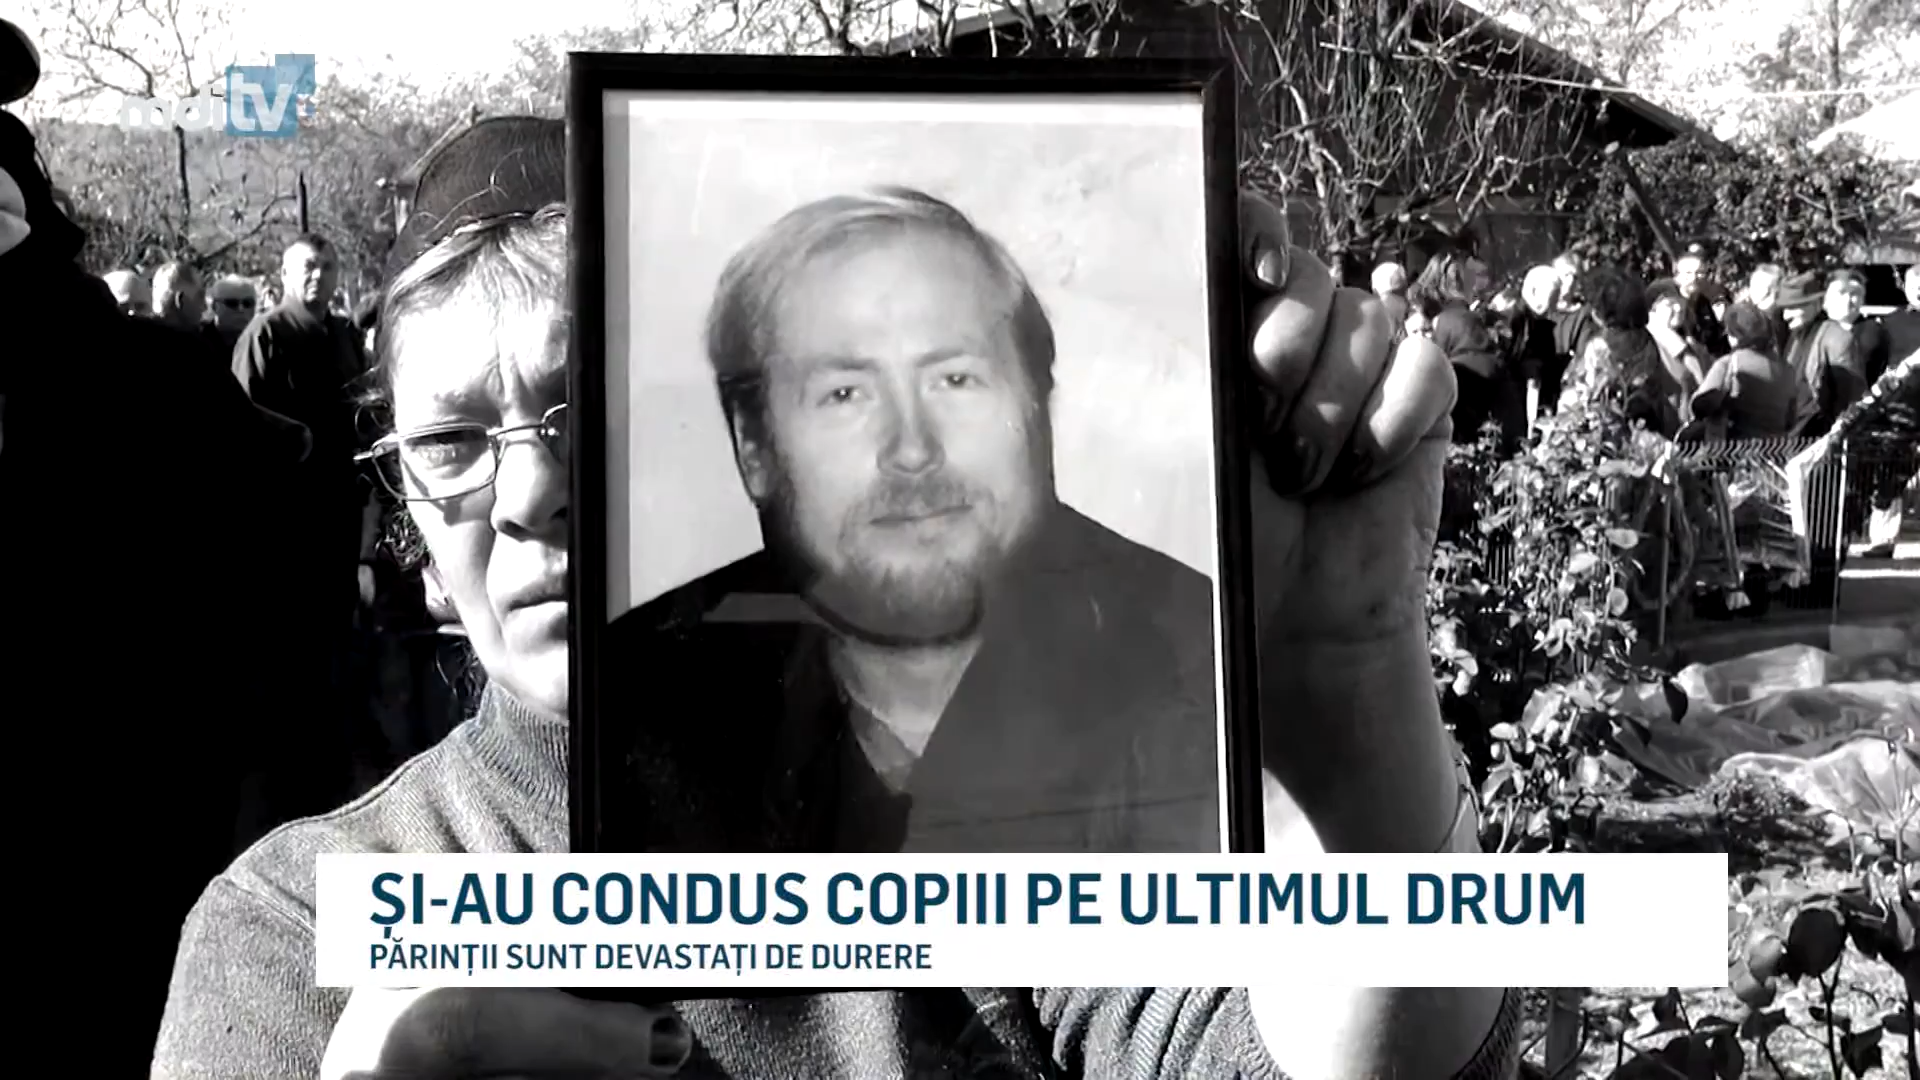 mditv
ȘI-AU CONDUS COPIII PE ULTIMUL DRUM
PĂRINȚII SUNT DEVASTAȚI DE DURERE